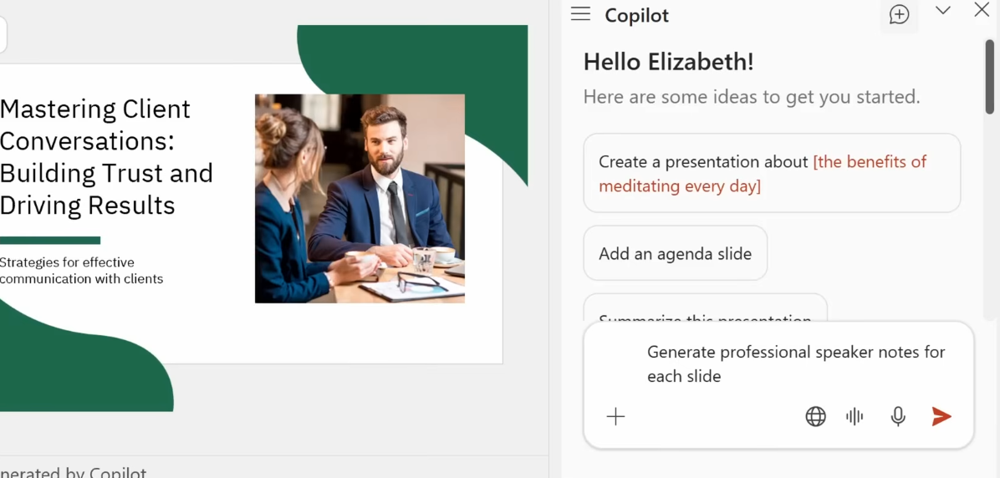 Mastering Client
Conversations:
Building Trust and
Driving Results
Strategies for effective
communication with clients
nerated by Copilot
Copilot
Hello Elizabeth!
Here are some ideas to get you started.
Create a presentation about [the benefits of
meditating every day]
Add an agenda slide
Summarize this presentation
Generate professional speaker notes for
each slide